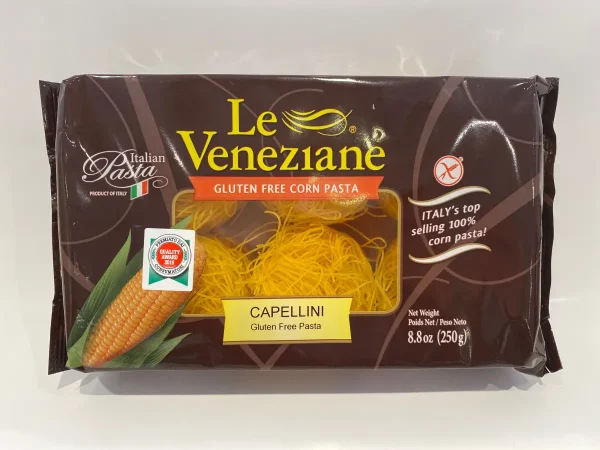 Le
Veneziane®
GLUTEN FREE CORN PASTA
Italian
Pasta
PRODUCT OF ITALY
ITALY's top
selling 100%
corn pasta!
QUALITY
AWARD
CAPELLINI
Gluten Free Pasta
Net Weight
Poids Net / Peso Neto
8.8oz (250g)